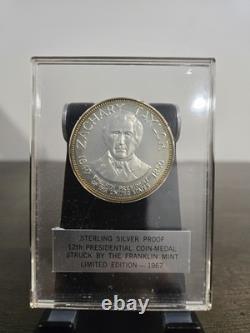 ZACHARY TAYLOR
STERLING SILVER PROOF
12th PRESIDENTIAL COIN-MEDAL
STRUCK BY THE FRANKLIN MINT
LIMITED EDITION — 1967